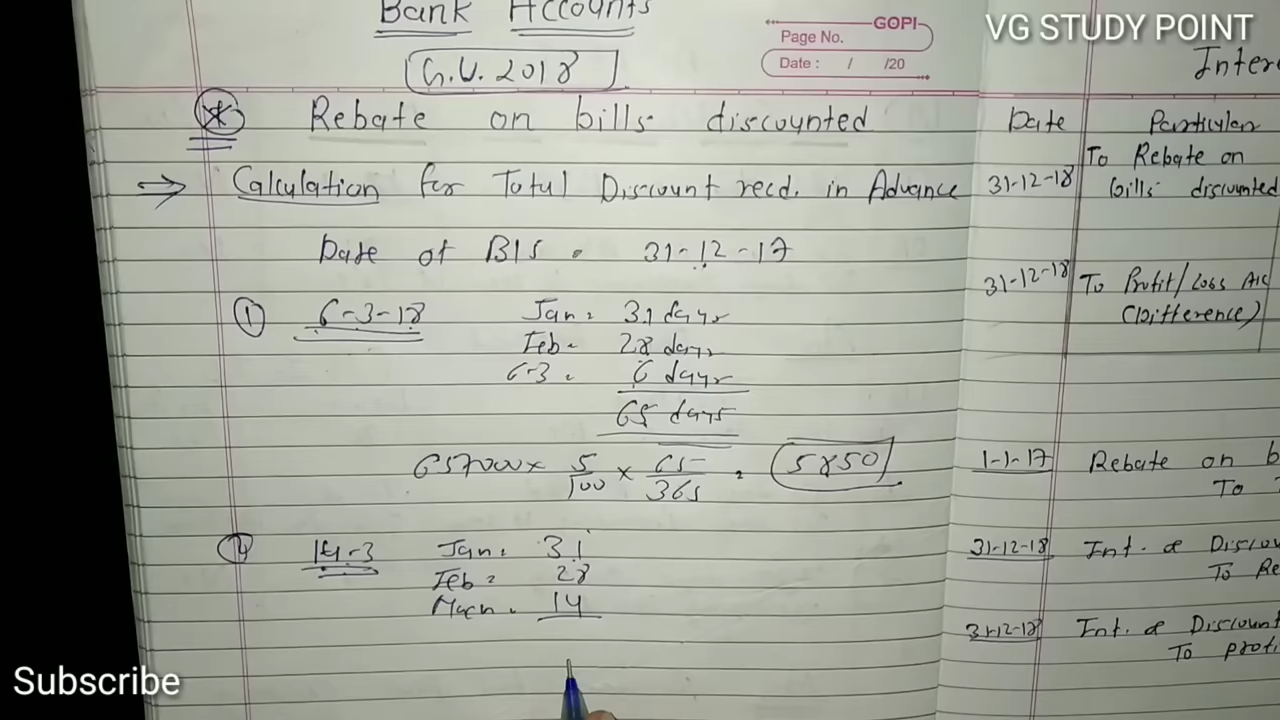 Bank Accounts
GOPI
Page No.
Date : / /20
VG STUDY POINT
G.U. 2018
* Rebate on bills discounted
⇒ Calculation for Total Discount recd. in Advance
Date of B/S = 31-12-17
① 6-3-18 Jan = 31 days
Feb = 28 days
6-3 = 6 days
65 days
657000 × 5/100 × 65/365 = 5850
14-3 Jan = 31
Feb = 28
14
Date Particular
31-12-18 To Rebate on
bills discounted
31-12-18 To Profit/Loss A/c
(Difference)
1-1-17 Rebate on b
To
31-12-18 Int. & Discou
To Re
31-12-18 Int. & Discount
To profi
Subscribe